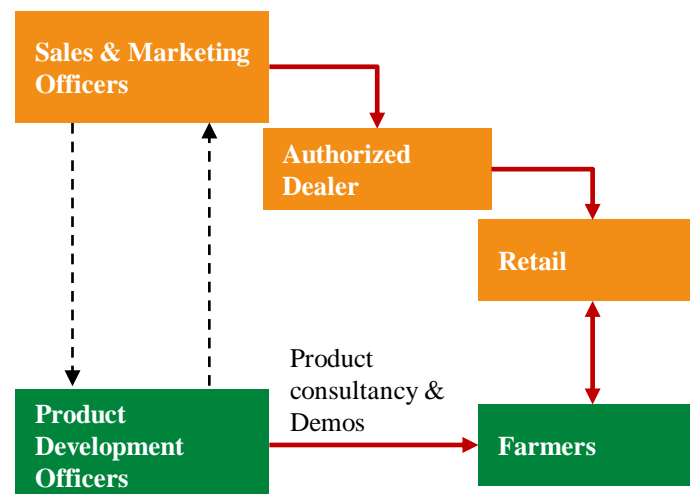 Sales & Marketing
Officers
Authorized
Dealer
Retail
Product
consultancy &
Demos
Product
Development
Officers
Farmers